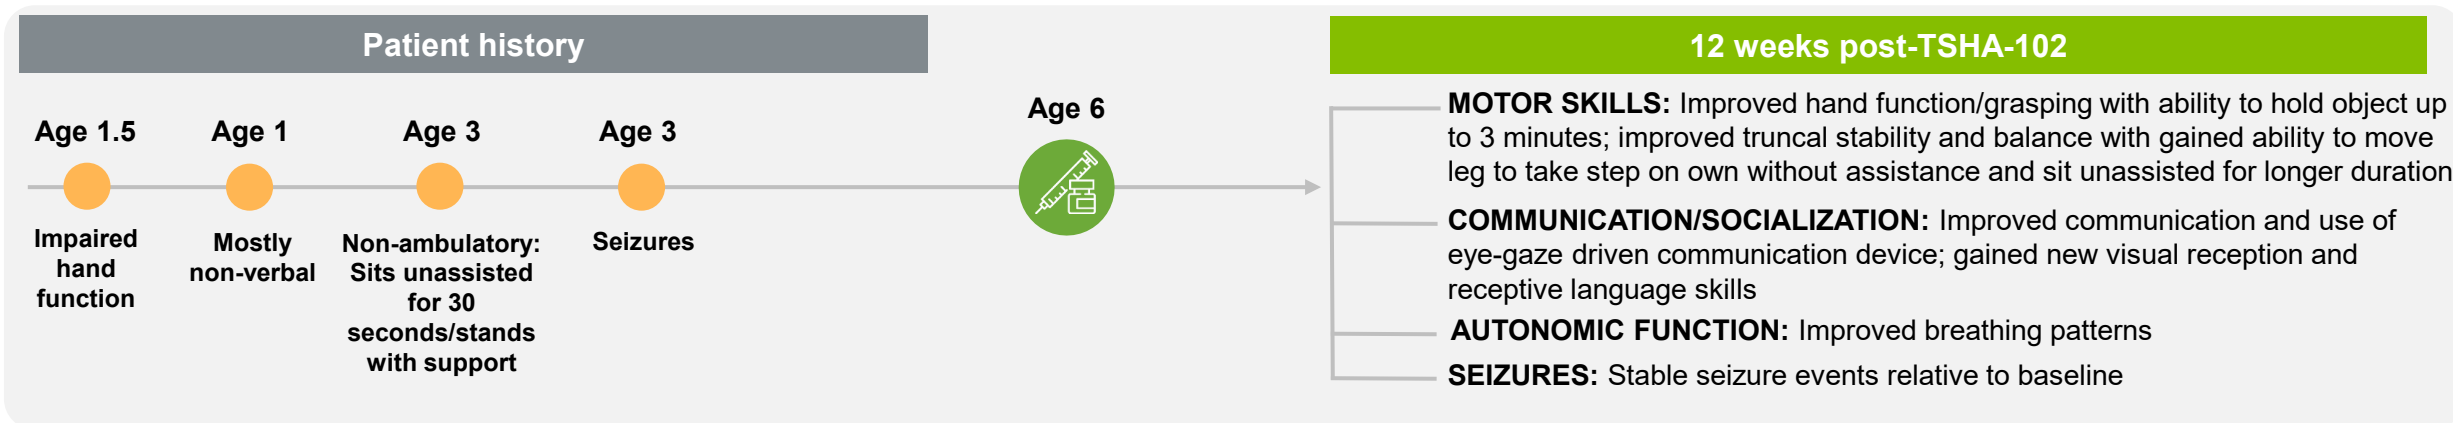 Patient history
12 weeks post-TSHA-102
Age 1.5
Impaired
hand
function
Age 1
Mostly
non-verbal
Age 3
Non-ambulatory:
Sits unassisted
for 30
seconds/stands
with support
Age 3
Seizures
Age 6
MOTOR SKILLS: Improved hand function/grasping with ability to hold object up
to 3 minutes; improved truncal stability and balance with gained ability to move
leg to take step on own without assistance and sit unassisted for longer duration
COMMUNICATION/SOCIALIZATION: Improved communication and use of
eye-gaze driven communication device; gained new visual reception and
receptive language skills
AUTONOMIC FUNCTION: Improved breathing patterns
SEIZURES: Stable seizure events relative to baseline